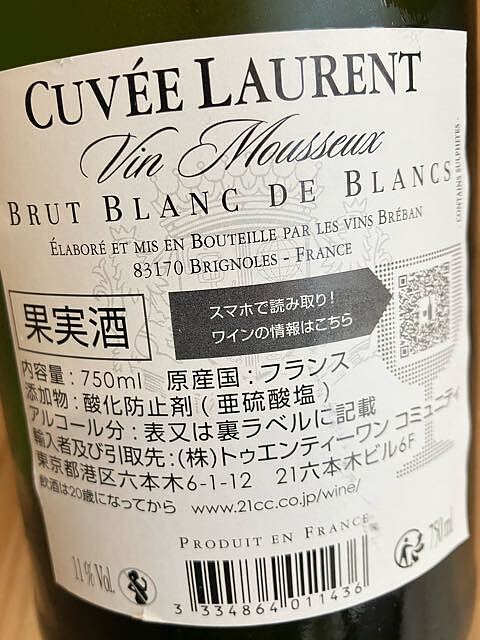 CUVÉE LAURENT
Vin Mousseux
BRUT BLANC DE BLANCS
ÉLABORÉ ET MIS EN BOUTEILLE PAR LES VINS BRÉBAN
83170 BRIGNOLES - FRANCE
CONTAINS SULPHITES -
果実酒
スマホで読み取り!
ワインの情報はこちら
内容量:750ml 原産国:フランス
添加物:酸化防止剤(亜硫酸塩)
アルコール分:表又は裏ラベルに記載
輸入者及び引取先:(株)トゥエンティーワン コミュニティ
東京都港区六本木6-1-12 21六本木ビル6F
飲酒は20歳になってから www.21cc.co.jp/wine/
PRODUIT EN FRANCE
11% Vol.
750 ml
3 334864 011436